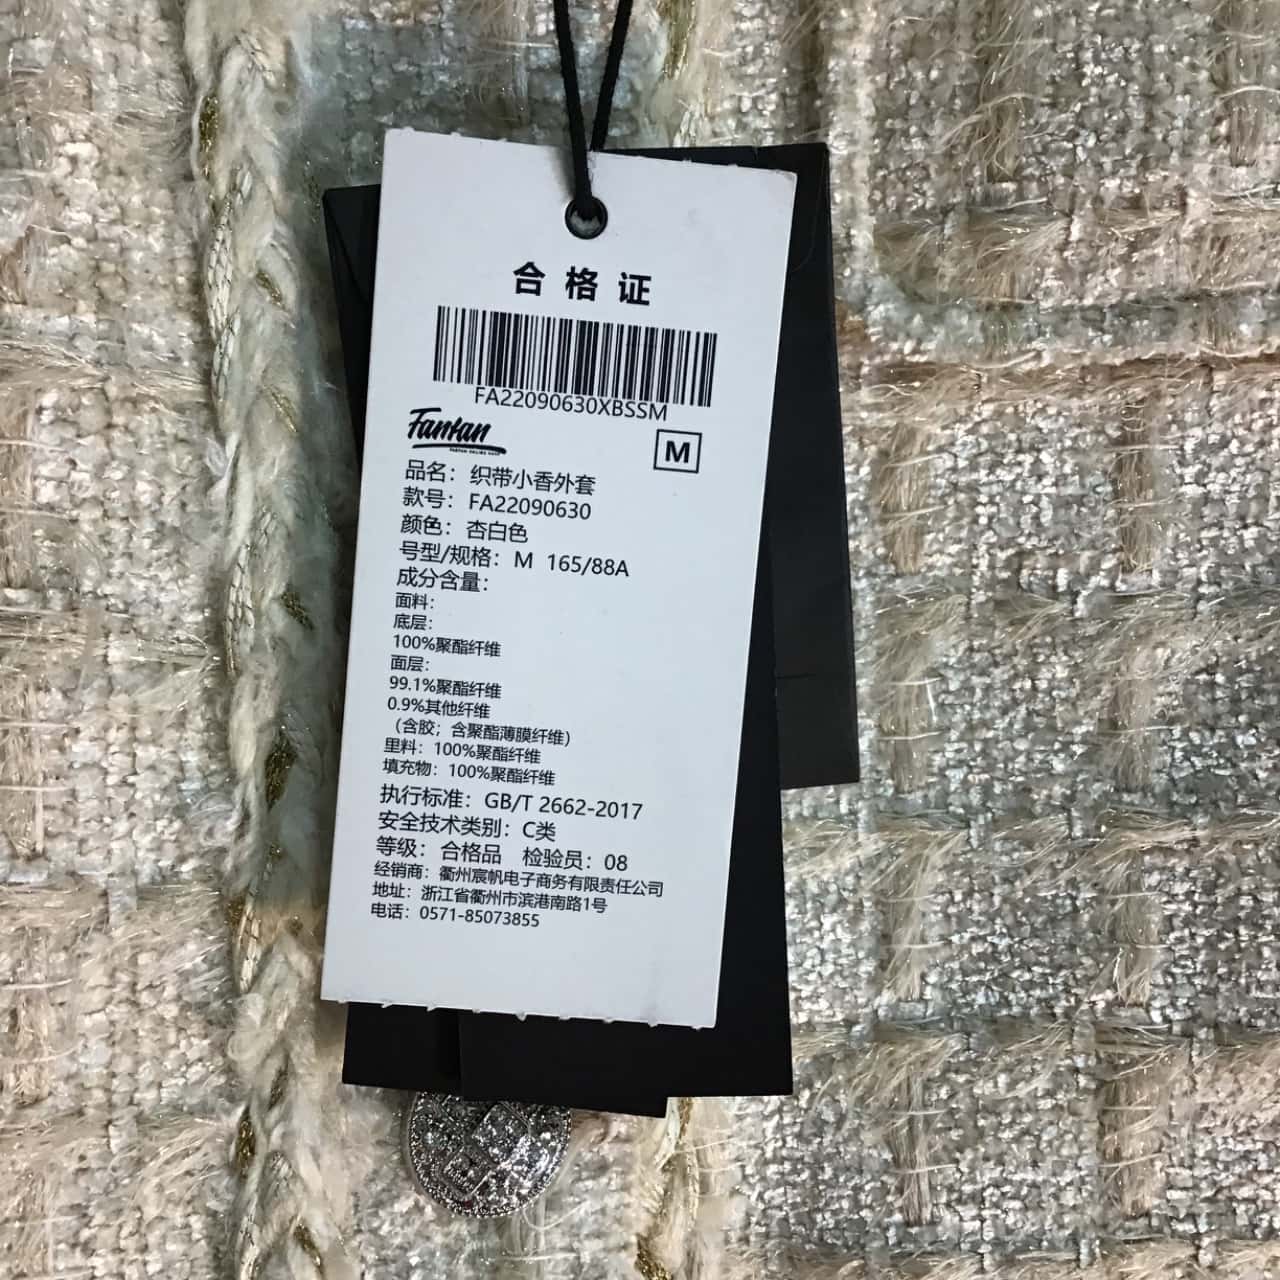 合格证
FA22090630XBSSM
Fantan
M
品名：织带小香外套
款号：FA22090630
颜色：杏白色
号型/规格：M 165/88A
成分含量：
面料：
底层：
100%聚酯纤维
面层：
99.1%聚酯纤维
0.9%其他纤维
（含胶；含聚酯薄膜纤维）
里料：100%聚酯纤维
填充物：100%聚酯纤维
执行标准：GB/T 2662-2017
安全技术类别：C类
等级：合格品 检验员：08
经销商：衢州宸帆电子商务有限责任公司
地址：浙江省衢州市滨港南路1号
电话：0571-85073855